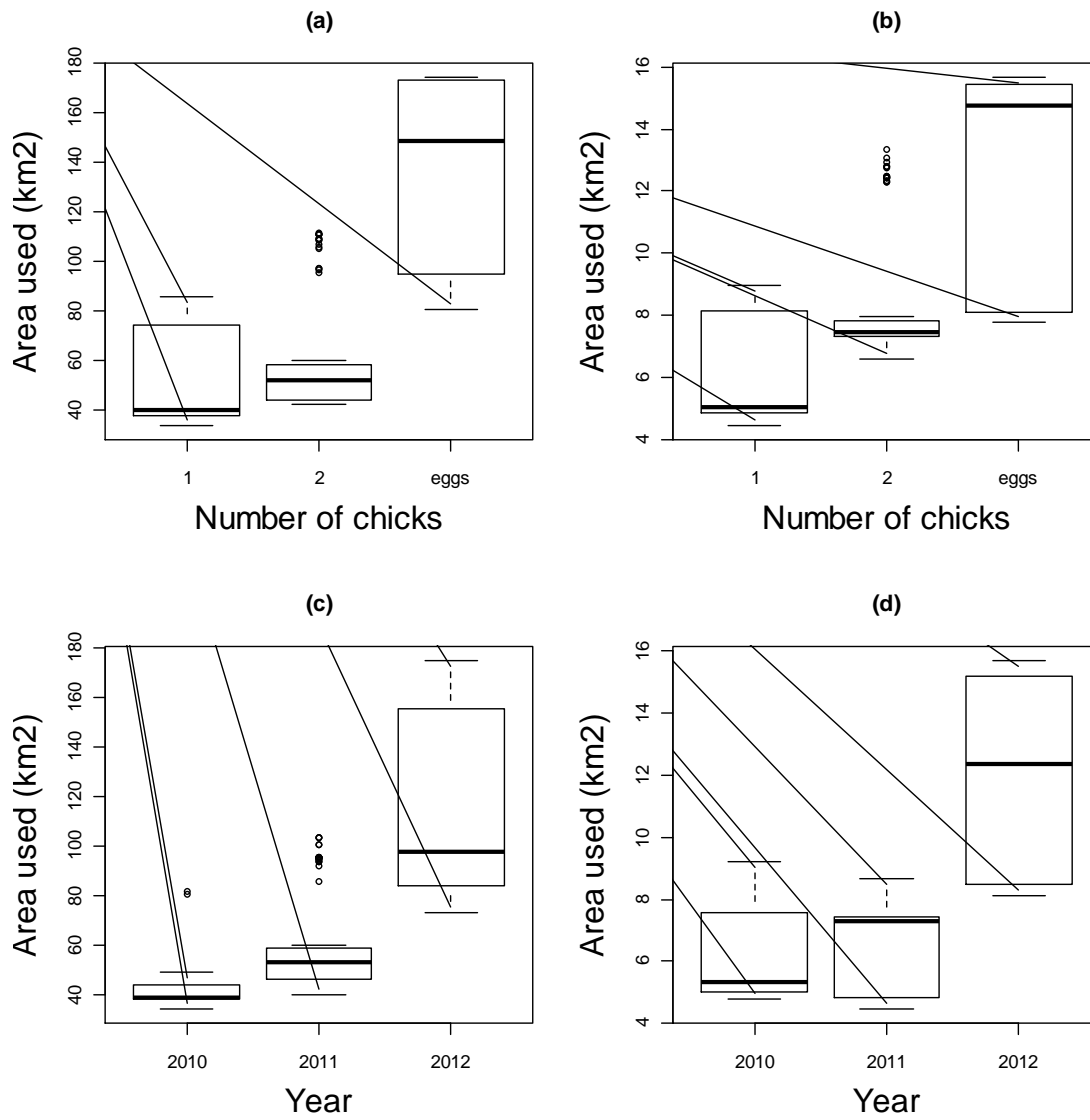 (a)
Area used (km2)
180
160
140
120
100
80
60
40
1 2 eggs
Number of chicks
(b)
Area used (km2)
16
14
12
10
8
6
4
1 2 eggs
Number of chicks
(c)
Area used (km2)
180
160
140
120
100
80
60
40
2010 2011 2012
Year
(d)
Area used (km2)
16
14
12
10
8
6
4
2010 2011 2012
Year